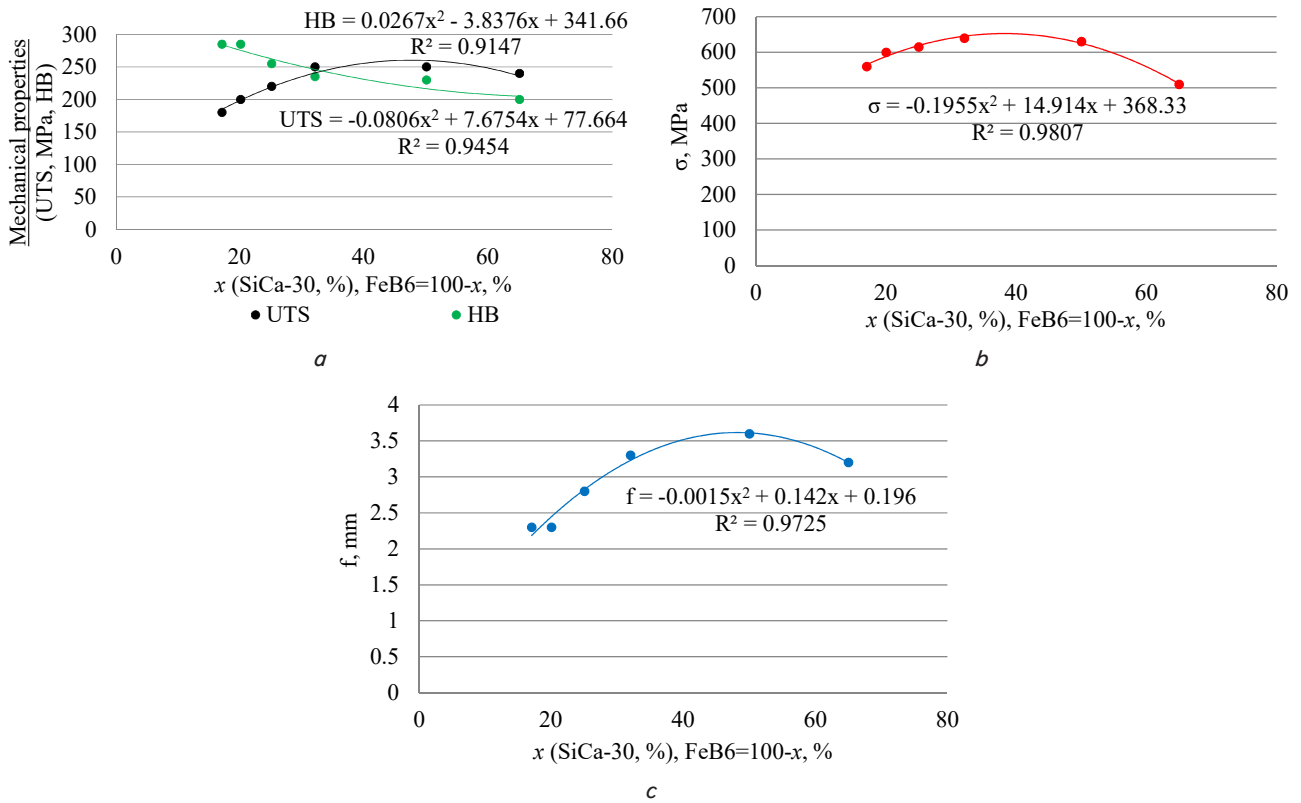 HB = 0.0267x² - 3.8376x + 341.66
R² = 0.9147
Mechanical properties
(UTS, MPa, HB)
300
250
200
150
100
50
0
UTS = -0.0806x² + 7.6754x + 77.664
R² = 0.9454
0 20 40 60 80
x (SiCa-30, %), FeB6=100-x, %
UTS HB
a
σ, MPa
700
600
500
400
300
200
100
0
σ = -0.1955x² + 14.914x + 368.33
R² = 0.9807
0 20 40 60 80
x (SiCa-30, %), FeB6=100-x, %
b
f, mm
4
3.5
3
2.5
2
1.5
1
0.5
0
f = -0.0015x² + 0.142x + 0.196
R² = 0.9725
0 20 40 60 80
x (SiCa-30, %), FeB6=100-x, %
c